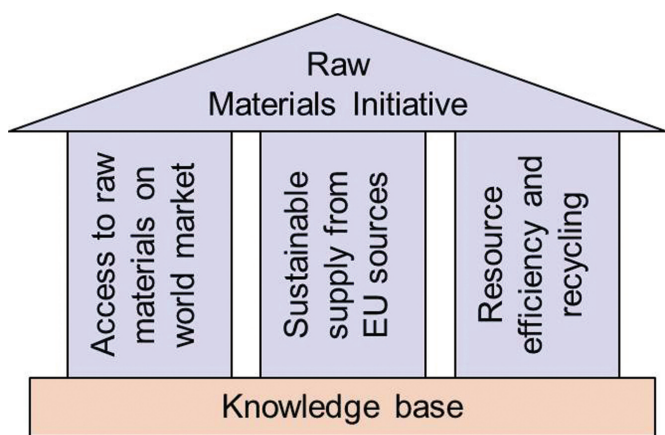 Raw
Materials Initiative
Access to raw
materials on
world market
Sustainable
supply from
EU sources
Resource
efficiency and
recycling
Knowledge base